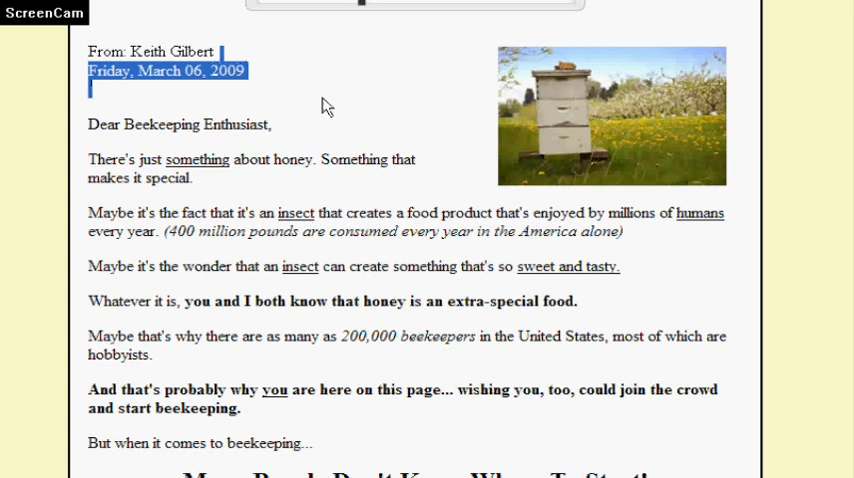 ScreenCam
From: Keith Gilbert
Friday, March 06, 2009
Dear Beekeeping Enthusiast,
There's just something about honey. Something that
makes it special.
Maybe it's the fact that it's an insect that creates a food product that's enjoyed by millions of humans
every year. (400 million pounds are consumed every year in the America alone)
Maybe it's the wonder that an insect can create something that's so sweet and tasty.
Whatever it is, you and I both know that honey is an extra-special food.
Maybe that's why there are as many as 200,000 beekeepers in the United States, most of which are
hobbyists.
And that's probably why you are here on this page... wishing you, too, could join the crowd
and start beekeeping.
But when it comes to beekeeping...